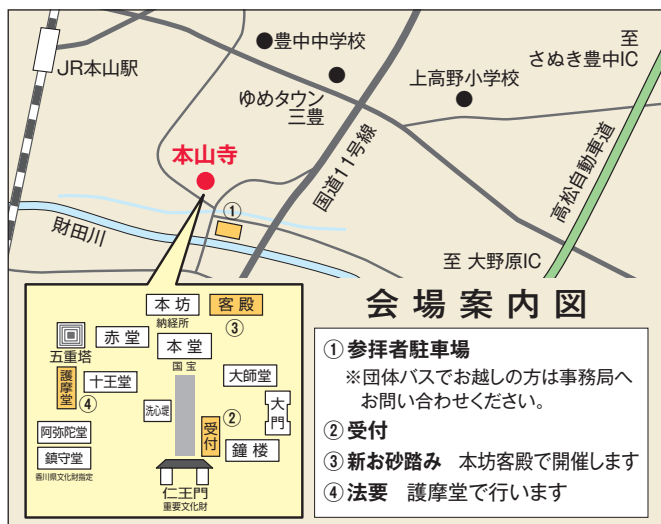 豊中中学校
至
さぬき豊中IC
JR本山駅
上高野小学校
ゆめタウン
三豊
本山寺
国道11号線
高松自動車道
①
財田川
至 大野原IC
会場案内図
本坊
納経所
客殿
③
赤堂
五重塔
本堂
国宝
護摩堂
④
十王堂
大師堂
洗心堤
②
受付
大門
阿弥陀堂
鐘楼
鎮守堂
香川県文化財指定
仁王門
重要文化財
① 参拝者駐車場
※団体バスでお越しの方は事務局へ
お問い合わせください。
② 受付
③ 新お砂踏み 本坊客殿で開催します
④ 法要 護摩堂で行います